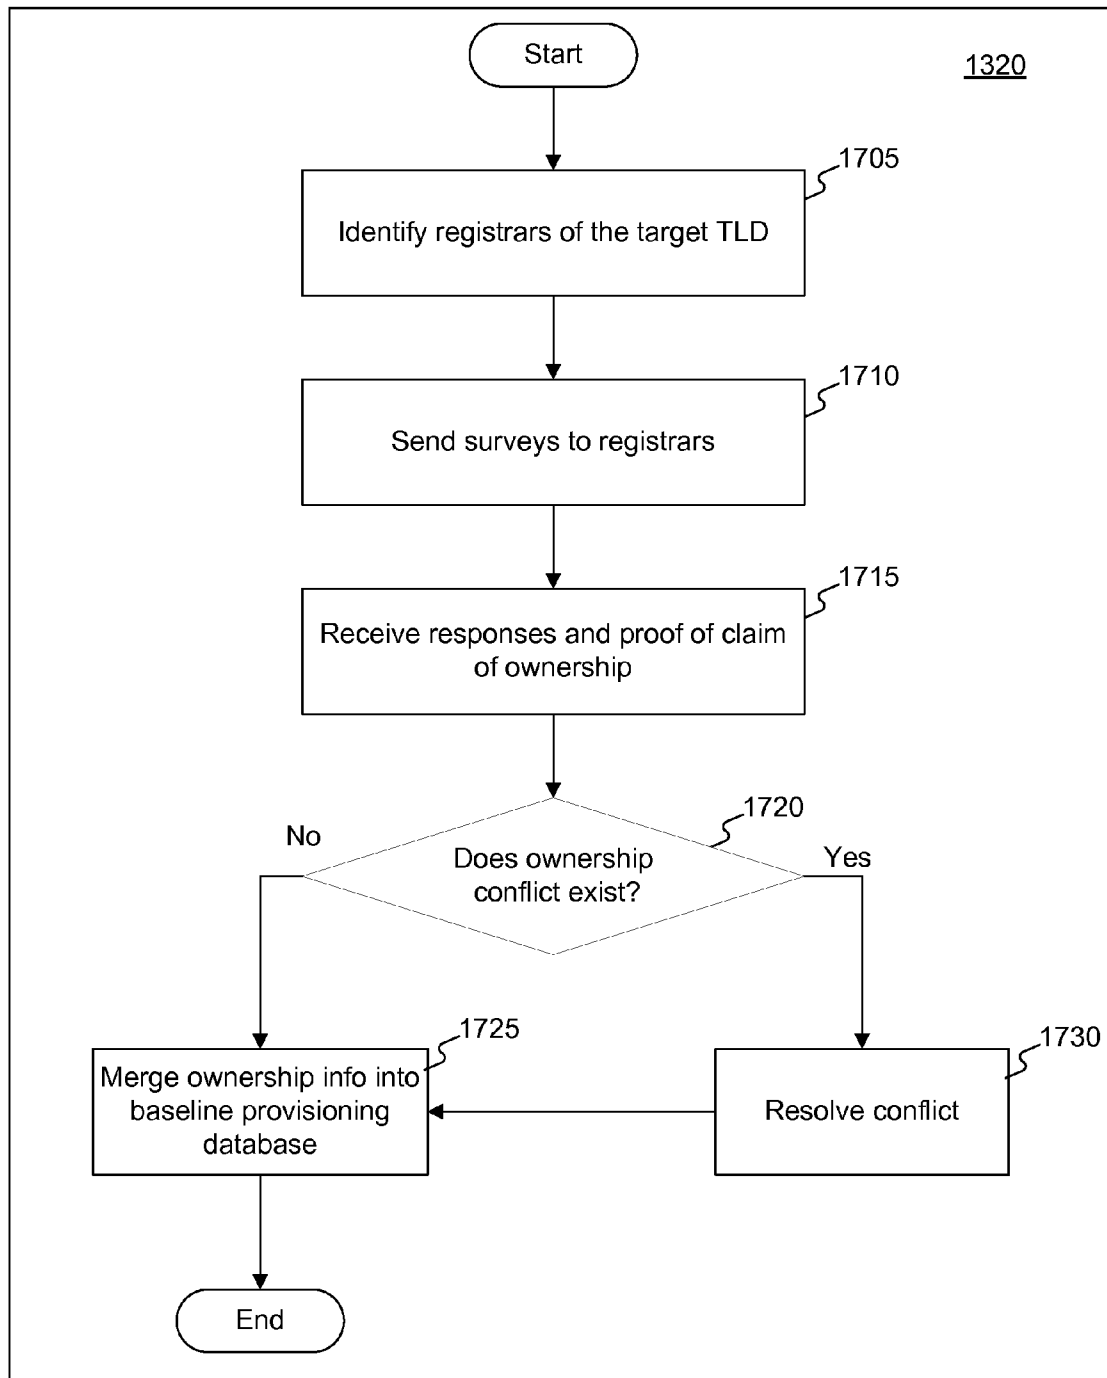 Start
1320
1705
Identify registrars of the target TLD
1710
Send surveys to registrars
1715
Receive responses and proof of claim
of ownership
1720
No
Does ownership
conflict exist?
Yes
1725
Merge ownership info into
baseline provisioning
database
1730
Resolve conflict
End